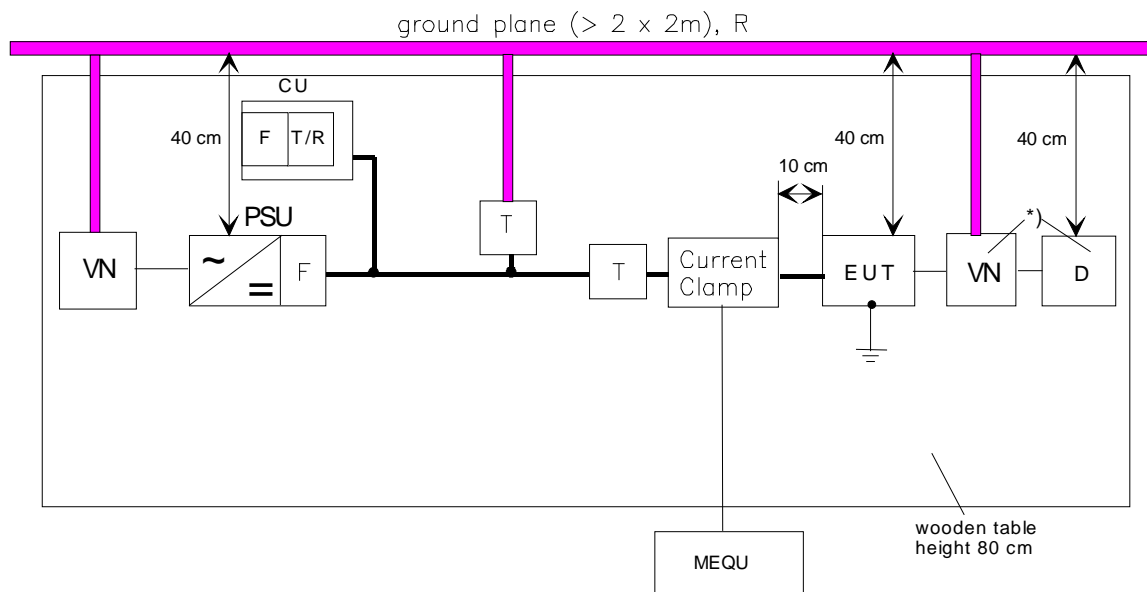 ground plane (> 2 x 2m), R
CU
F T/R
40 cm
40 cm
40 cm
10 cm
PSU
T
*)
VN
~
=
F
T
Current
Clamp
EUT
VN
D
wooden table
height 80 cm
MEQU